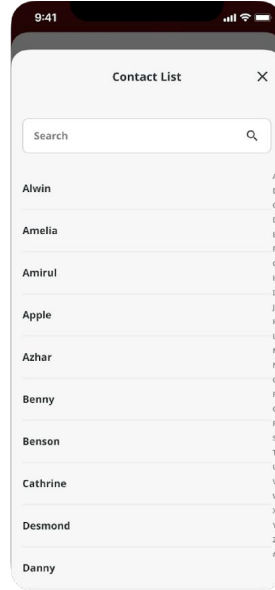 9:41
Contact List
Search
Alwin
Amelia
Amirul
Apple
Azhar
Benny
Benson
Cathrine
Desmond
Danny